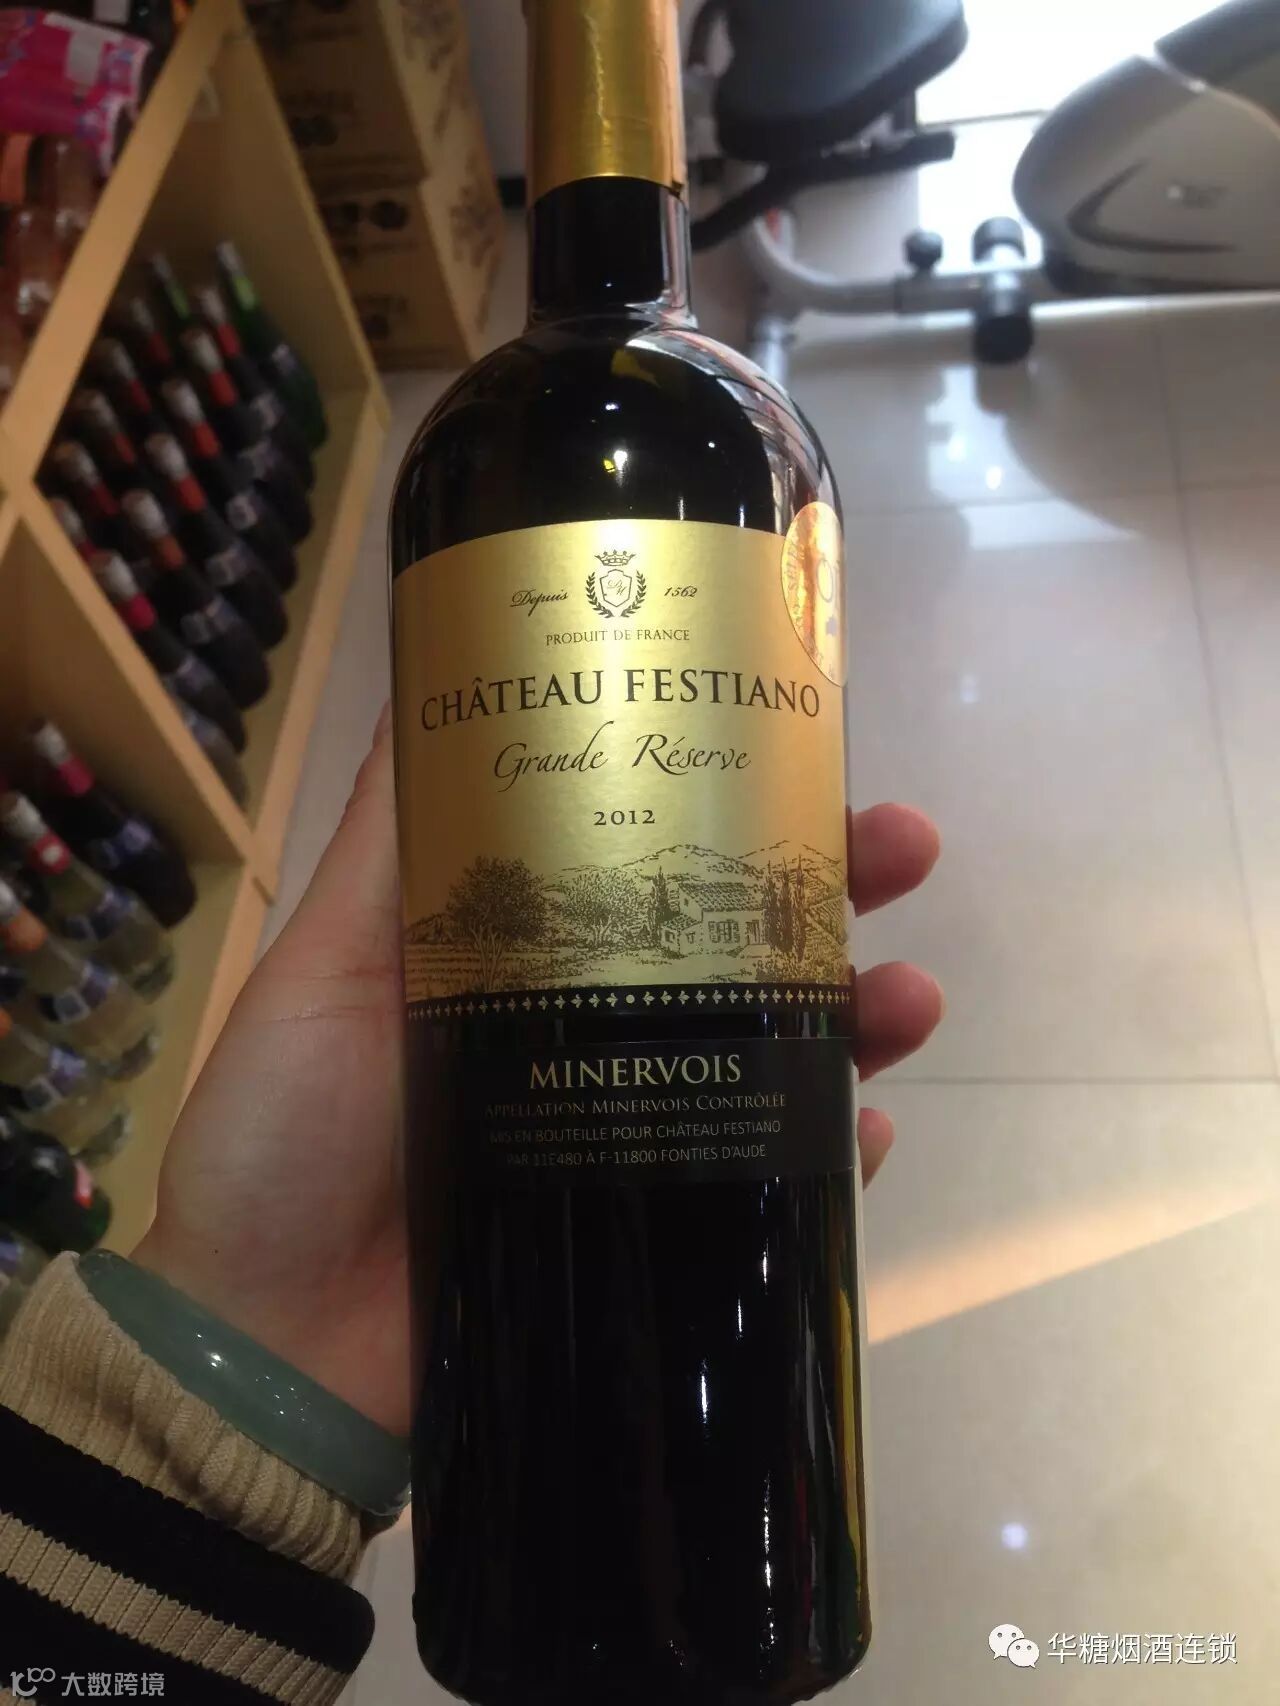 Depuis 1562
PRODUIT DE FRANCE
CHÂTEAU FESTIANO
Grande Réserve
2012
MINERVOIS
APPELLATION MINERVOIS CONTRÔLÉE
MIS EN BOUTEILLE POUR CHÂTEAU FESTIANO
PAR 11E480 À F-11800 FONTIES D'AUDE
华糖烟酒连锁
大数跨境